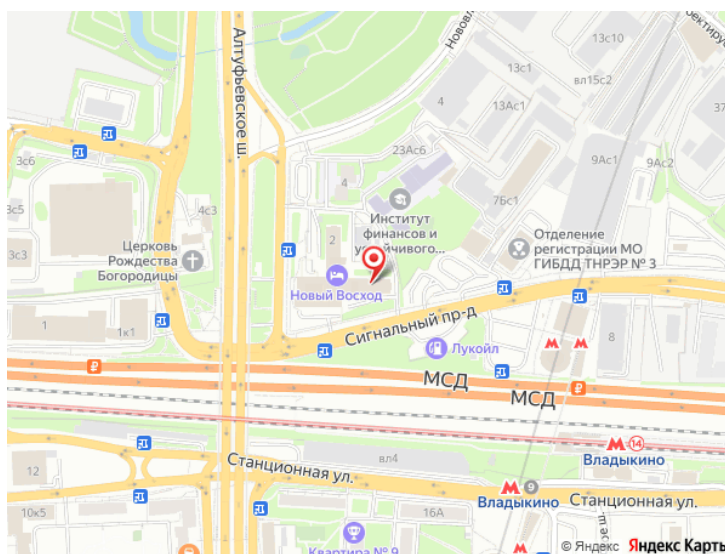 13с10
13с1
вл15с2
Нововл
4
13Ас1
37
Алтуфьевское ш.
23Ас6
9Ас1
9Ас2
3с6
4
7Бс1
3с5
4с3
2
Институт
финансов и
Отделение
регистрации МО
ГИБДД ТНРЭР № 3
3с3
Церковь
Рождества
Богородицы
Новый Восход
1
1к1
Сигнальный пр-д
Лукойл
8
МСД
МСД
14
Владыкино
12
Станционная ул.
вл4
9
Владыкино
Станционная ул.
10к5
16А
Квартира № 9
© Яндекс Яндекс Карты